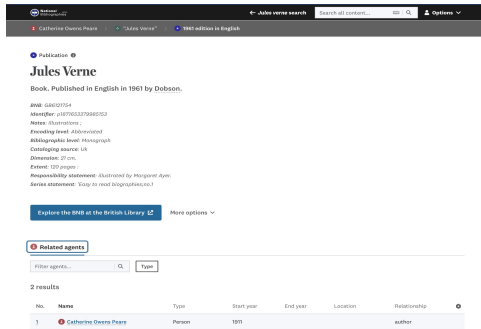 National Bibliographies
← Jules verne search
Search all content...
Options
Catherine Owens Peare
"Jules Verne"
1961 edition in English
Publication
Jules Verne
Book. Published in English in 1961 by Dobson.
BNB: GB6121754
Identifier: p1877653379985153
Notes: Illustrations ;
Encoding level: Abbreviated
Bibliographic level: Monograph
Cataloging source: Uk
Dimension: 21 cm.
Extent: 120 pages :
Responsibility statement: illustrated by Margaret Ayer.
Series statement: 'Easy to read biographies;no.1
Explore the BNB at the British Library
More options
Related agents
Filter agents...
Type
2 results
No. Name Type Start year End year Location Relationship
1 Catherine Owens Peare Person 1911 author